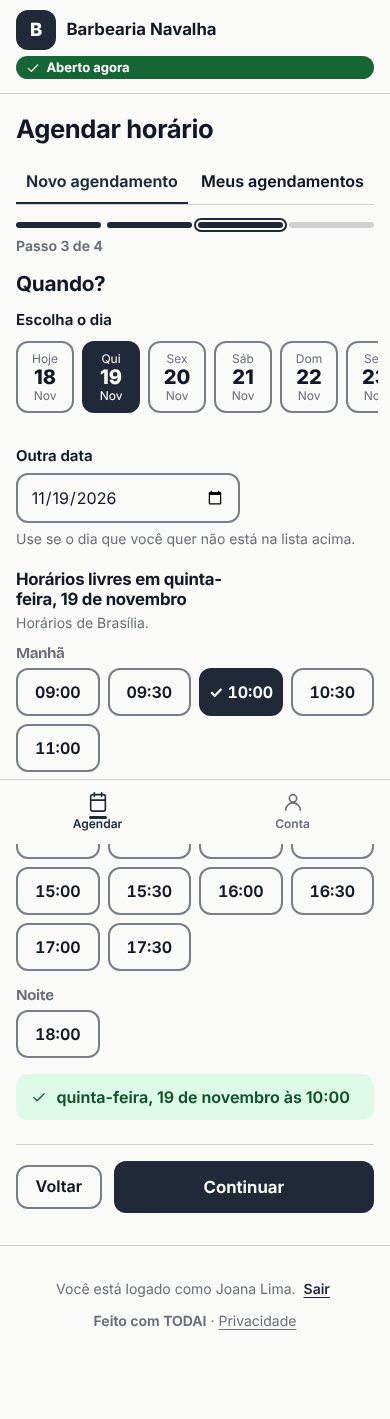 B
Barbearia Navalha
Aberto agora
Agendar horário
Novo agendamento
Meus agendamentos
Passo 3 de 4
Quando?
Escolha o dia
Hoje
18
Nov
Qui
19
Nov
Sex
20
Nov
Sáb
21
Nov
Dom
22
Nov
Outra data
11/19/2026
Use se o dia que você quer não está na lista acima.
Horários livres em quinta-
feira, 19 de novembro
Horários de Brasília.
Manhã
09:00
09:30
10:00
10:30
11:00
Agendar
Conta
15:00
15:30
16:00
16:30
17:00
17:30
Noite
18:00
quinta-feira, 19 de novembro às 10:00
Voltar
Continuar
Você está logado como Joana Lima. Sair
Feito com TODAI · Privacidade